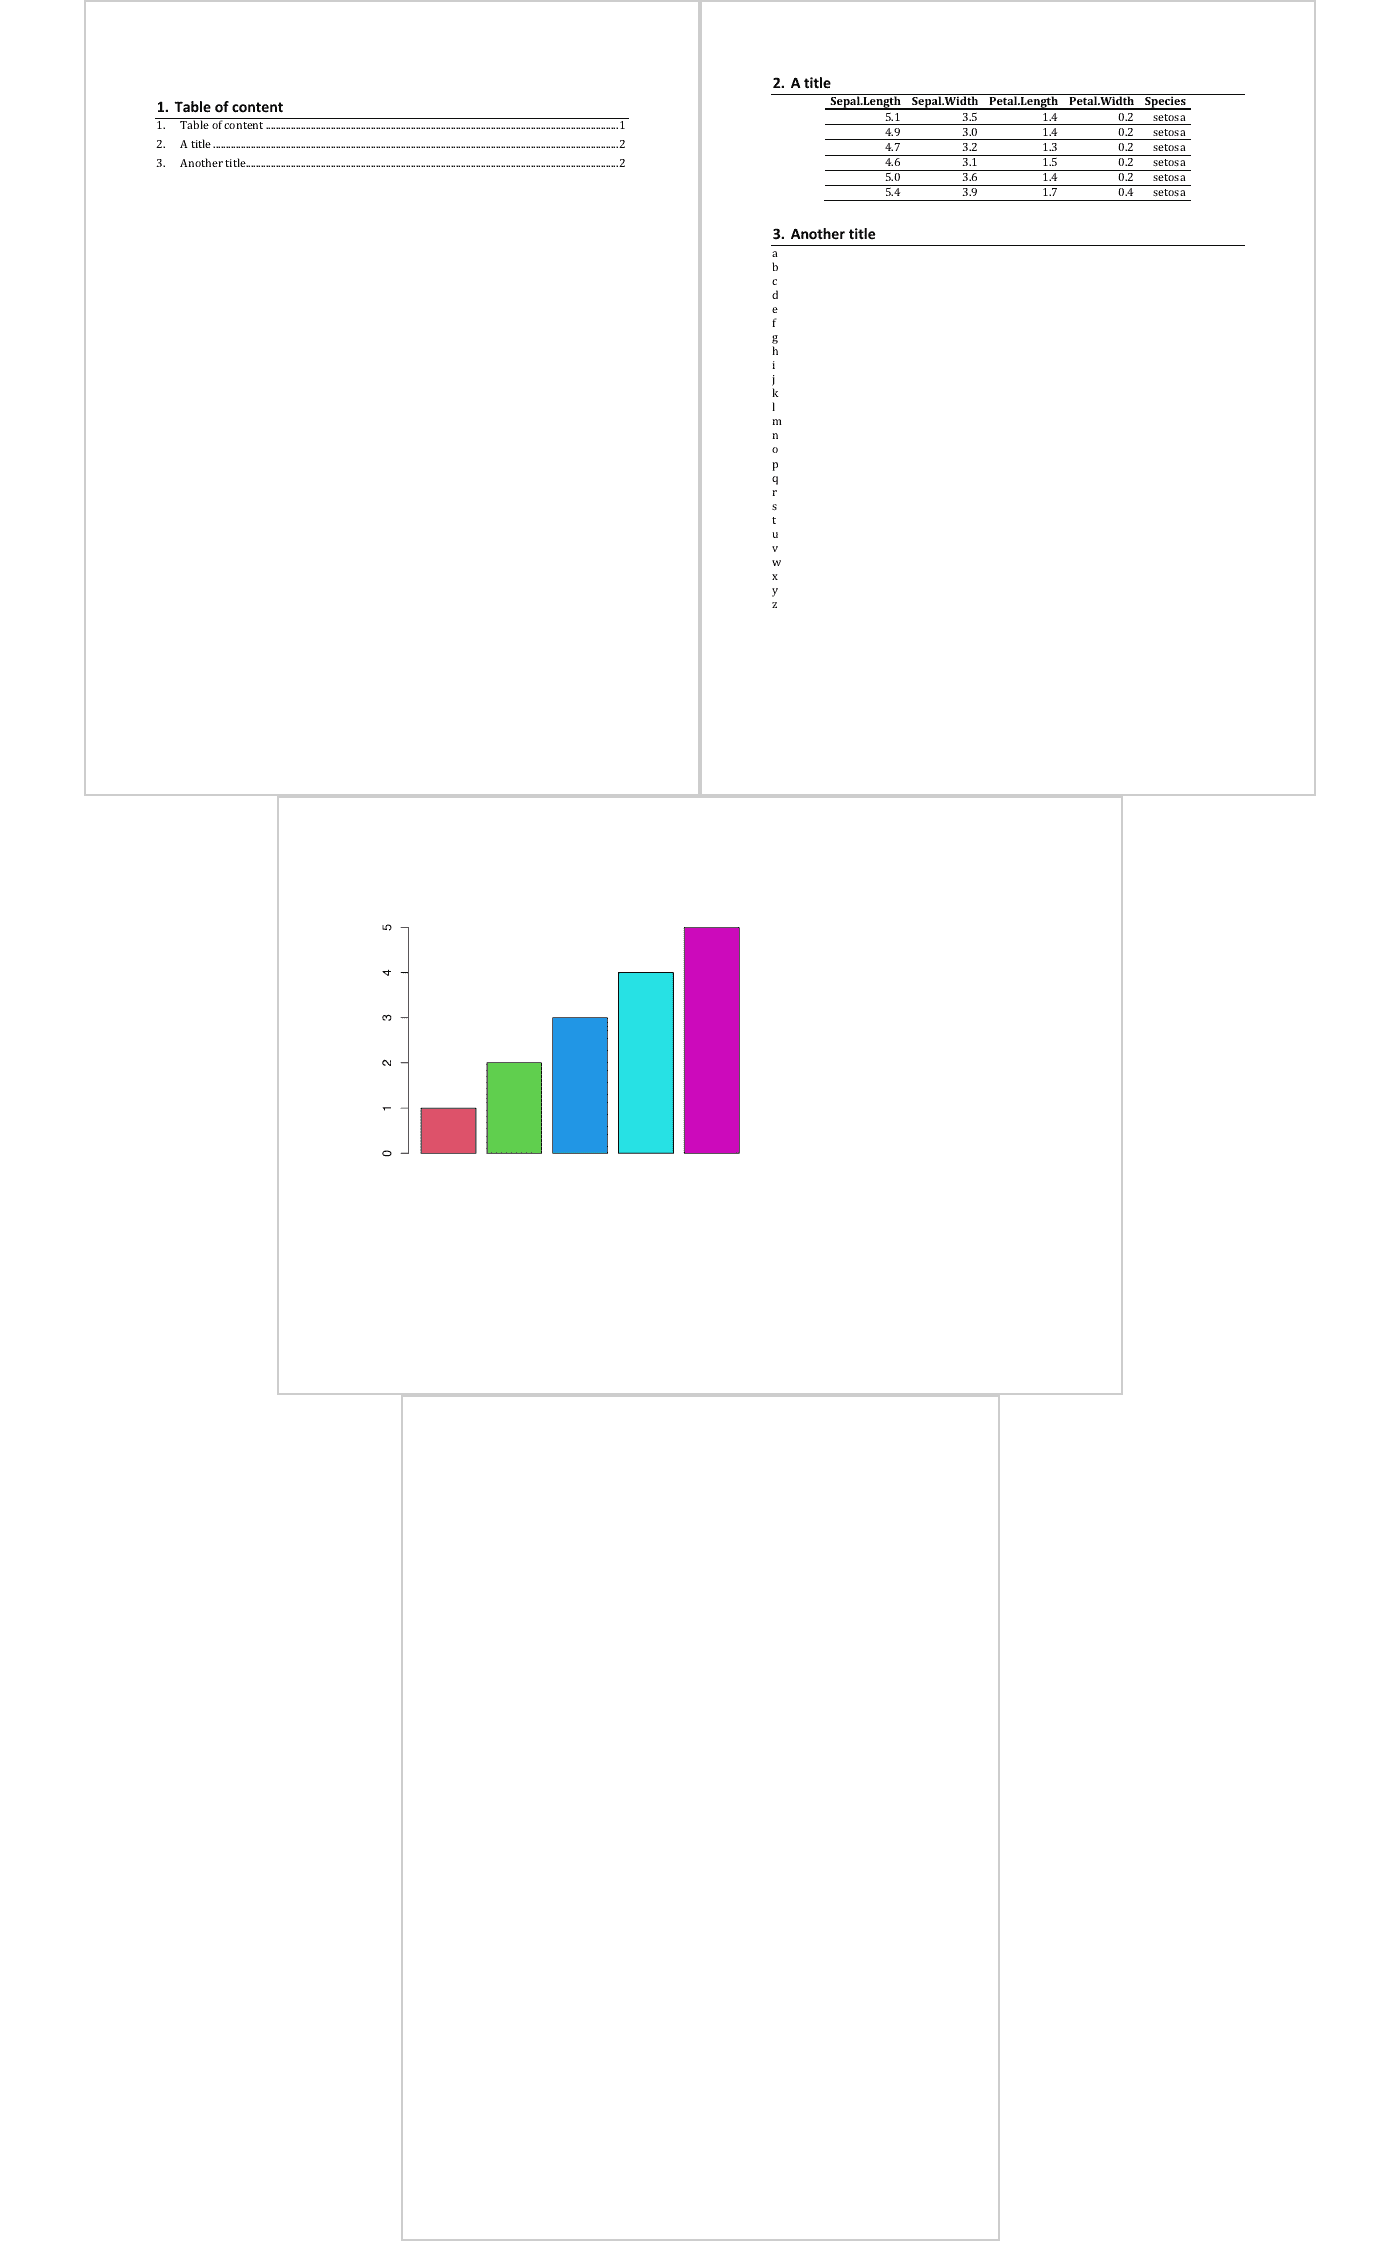 1. Table of content
1. Table of content ........................................................................ 1
2. A title ........................................................................ 2
3. Another title ........................................................................ 2
2. A title
Sepal.Length Sepal.Width Petal.Length Petal.Width Species
5.1 3.5 1.4 0.2 setosa
4.9 3.0 1.4 0.2 setosa
4.7 3.2 1.3 0.2 setosa
4.6 3.1 1.5 0.2 setosa
5.0 3.6 1.4 0.2 setosa
5.4 3.9 1.7 0.4 setosa
3. Another title
a
b
c
d
e
f
g
h
i
j
k
l
m
n
o
p
q
r
s
t
u
v
w
x
y
z
5
4
3
2
1
0